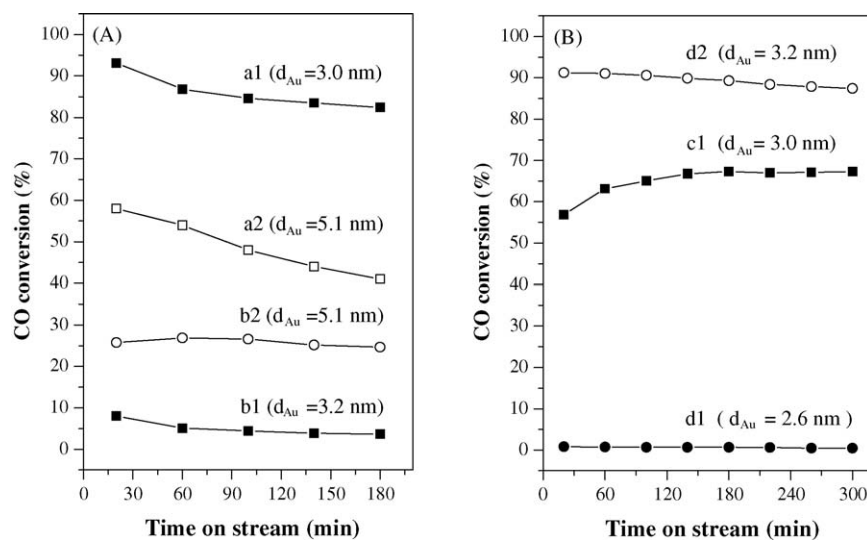 (A)
a1 (dAu=3.0 nm)
a2 (dAu=5.1 nm)
b2 (dAu=5.1 nm)
b1 (dAu =3.2 nm)
100
90
80
70
60
50
40
30
20
10
0
CO conversion (%)
0 30 60 90 120 150 180
Time on stream (min)
(B)
d2 (dAu= 3.2 nm)
c1 (dAu= 3.0 nm)
d1 ( dAu = 2.6 nm )
100
90
80
70
60
50
40
30
20
10
0
CO conversion (%)
0 60 120 180 240 300
Time on stream (min)